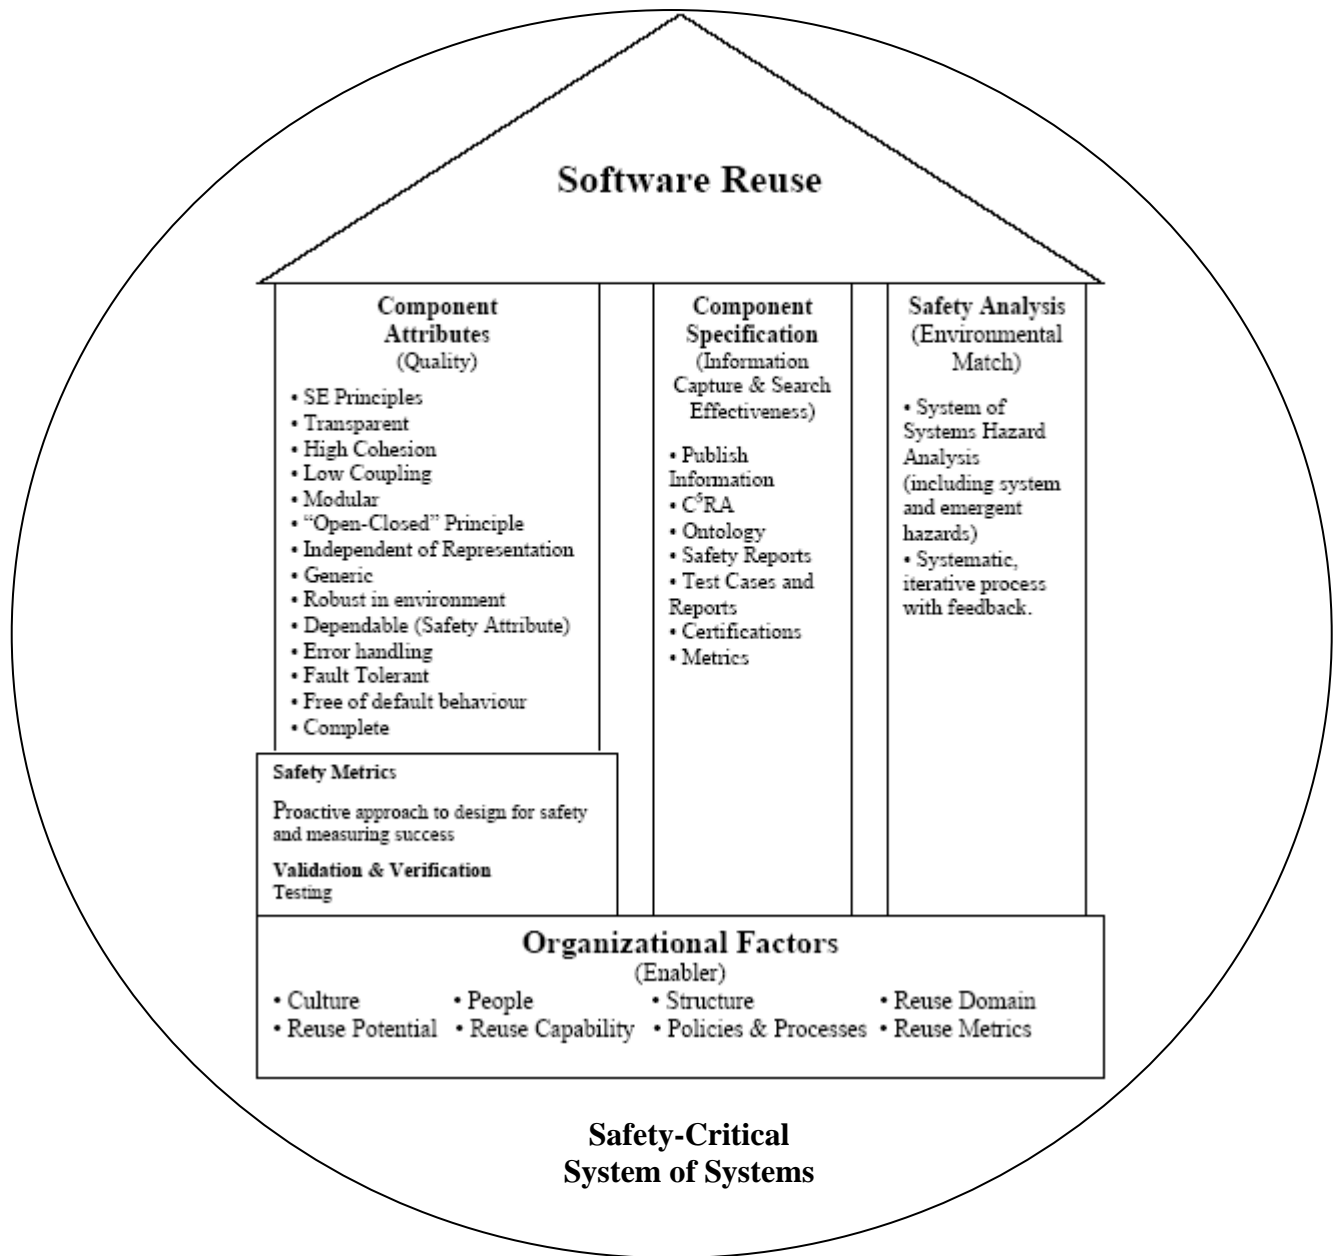 Software Reuse
Component
Attributes
(Quality)
• SE Principles
• Transparent
• High Cohesion
• Low Coupling
• Modular
• “Open-Closed” Principle
• Independent of Representation
• Generic
• Robust in environment
• Dependable (Safety Attribute)
• Error handling
• Fault Tolerant
• Free of default behaviour
• Complete
Safety Metrics
Proactive approach to design for safety
and measuring success
Validation & Verification
Testing
Component
Specification
(Information
Capture & Search
Effectiveness)
• Publish
Information
• C⁵RA
• Ontology
• Safety Reports
• Test Cases and
Reports
• Certifications
• Metrics
Safety Analysis
(Environmental
Match)
• System of
Systems Hazard
Analysis
(including system
and emergent
hazards)
• Systematic,
iterative process
with feedback.
Organizational Factors
(Enabler)
• Culture • People • Structure • Reuse Domain
• Reuse Potential • Reuse Capability • Policies & Processes • Reuse Metrics
Safety-Critical
System of Systems